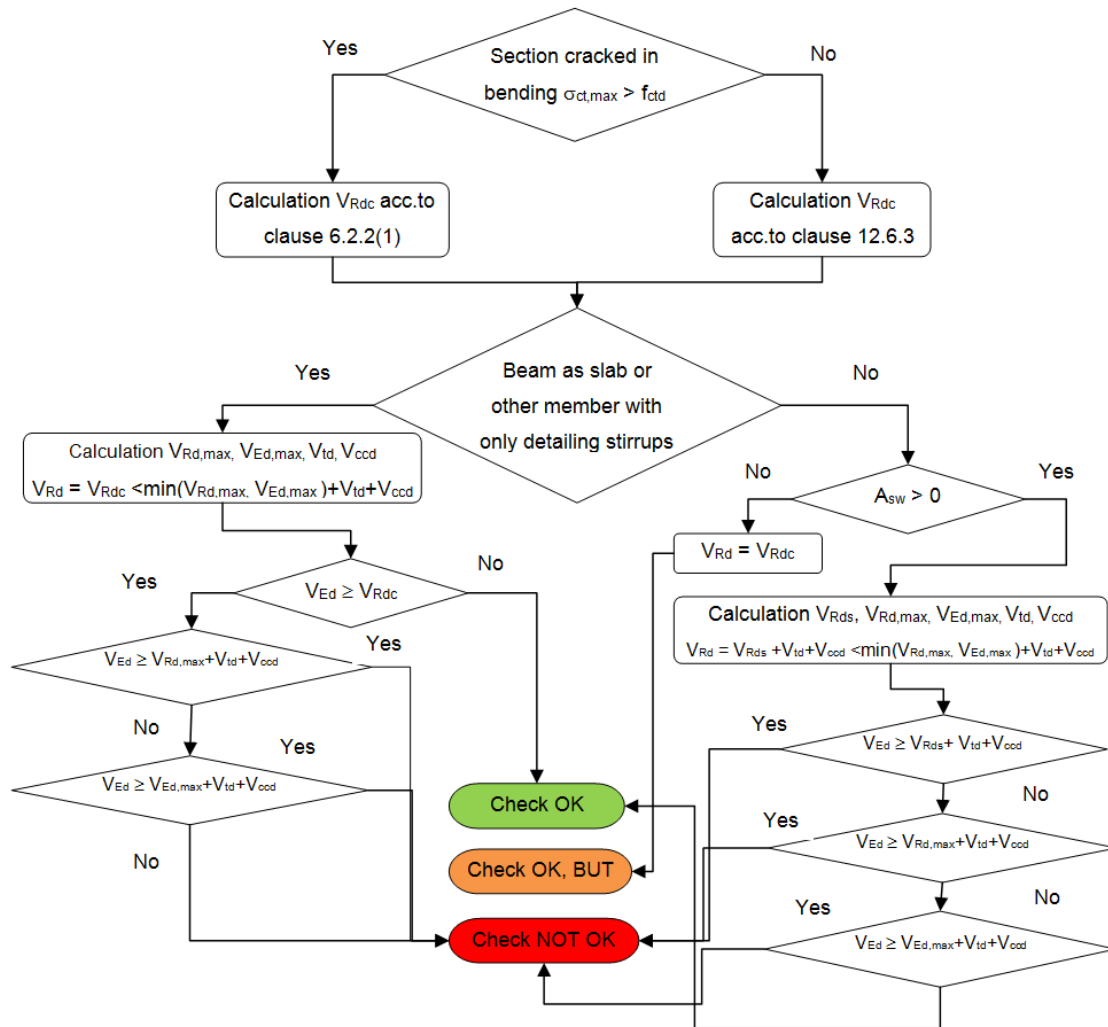 Yes
No
Section cracked in
bending σct,max > fctd
Calculation VRdc acc.to
clause 6.2.2(1)
Calculation VRdc
acc.to clause 12.6.3
Yes
No
Beam as slab or
other member with
only detailing stirrups
Calculation VRd,max, VEd,max, Vtd, Vccd
VRd = VRdc <min(VRd,max, VEd,max )+Vtd+Vccd
No
Yes
Asw > 0
VRd = VRdc
Yes
No
VEd ≥ VRdc
Calculation VRds, VRd,max, VEd,max, Vtd, Vccd
VRd = VRds +Vtd+Vccd <min(VRd,max, VEd,max )+Vtd+Vccd
Yes
VEd ≥ VRd,max+Vtd+Vccd
No
Yes
VEd ≥ VEd,max+Vtd+Vccd
No
Yes
VEd ≥ VRds+ Vtd+Vccd
No
Yes
VEd ≥ VRd,max+Vtd+Vccd
No
Yes
VEd ≥ VEd,max+Vtd+Vccd
Check OK
Check OK, BUT
Check NOT OK